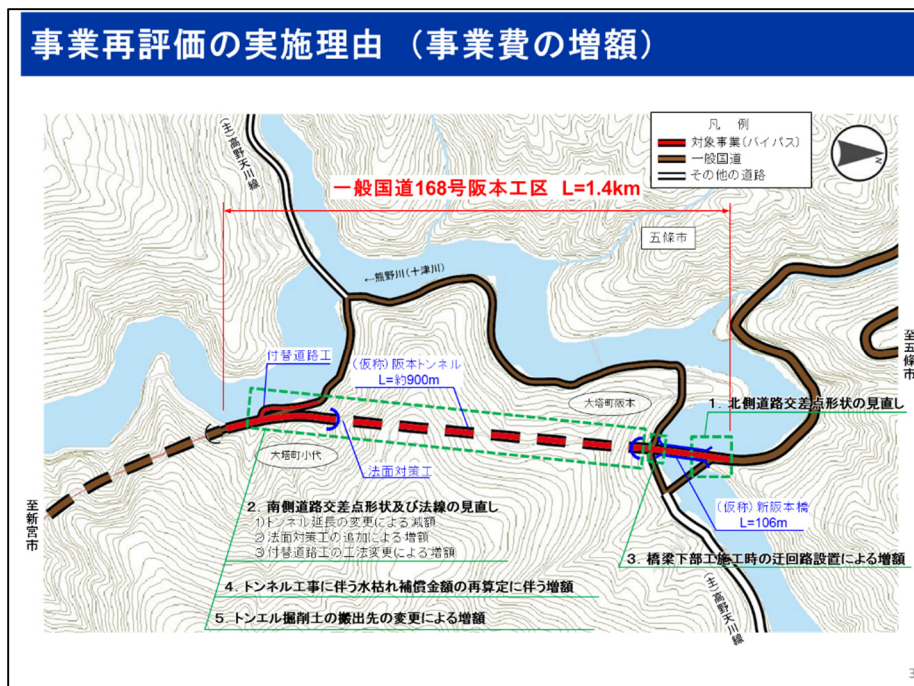 事業再評価の実施理由 （事業費の増額）
凡 例
対象事業(バイパス)
一般国道
その他の道路
N
(主)高野天川線
一般国道168号阪本工区 L=1.4km
五條市
←熊野川(十津川)
至五條市
付替道路工
(仮称)阪本トンネル
L=約900m
大塔町阪本
1. 北側道路交差点形状の見直し
大塔町小代
法面対策工
至新宮市
2. 南側道路交差点形状及び法線の見直し
①トンネル延長の変更による減額
②法面対策工の追加による増額
③付替道路工の工法変更による増額
(仮称)新阪本橋
L=106m
3. 橋梁下部工施工時の迂回路設置による増額
4. トンネル工事に伴う水枯れ補償金額の再算定に伴う増額
(主)高野天川線
5. トンエル掘削土の搬出先の変更による増額
3